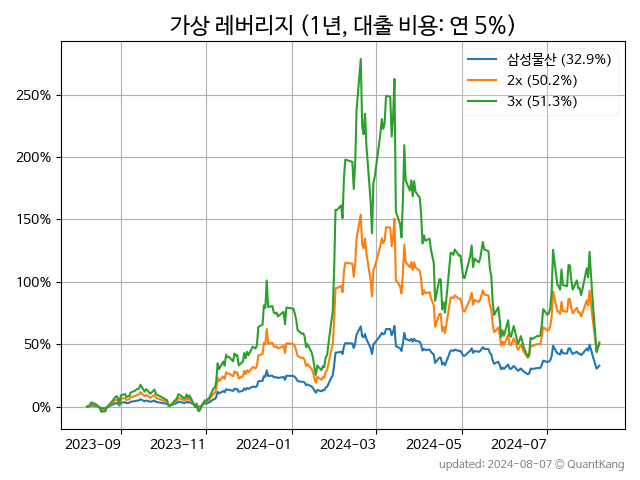 가상 레버리지 (1년, 대출 비용: 연 5%)
삼성물산 (32.9%)
2x (50.2%)
3x (51.3%)
250%
200%
150%
100%
50%
0%
2023-09 2023-11 2024-01 2024-03 2024-05 2024-07
updated: 2024-08-07 © QuantKang